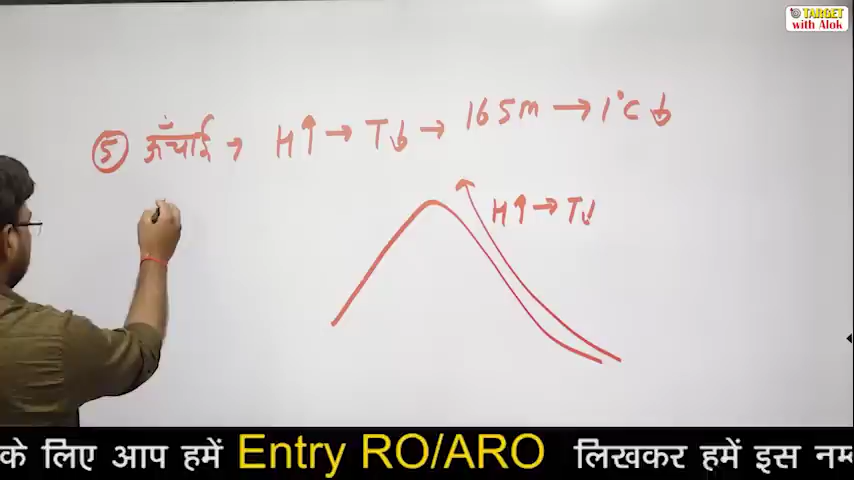 TARGET
with Alok
⑤ ऊँचाई → H↑ → T↓ → 165m → 1°C ↓
H↑ → T↓
के लिए आप हमें Entry RO/ARO लिखकर हमें इस नम्ब